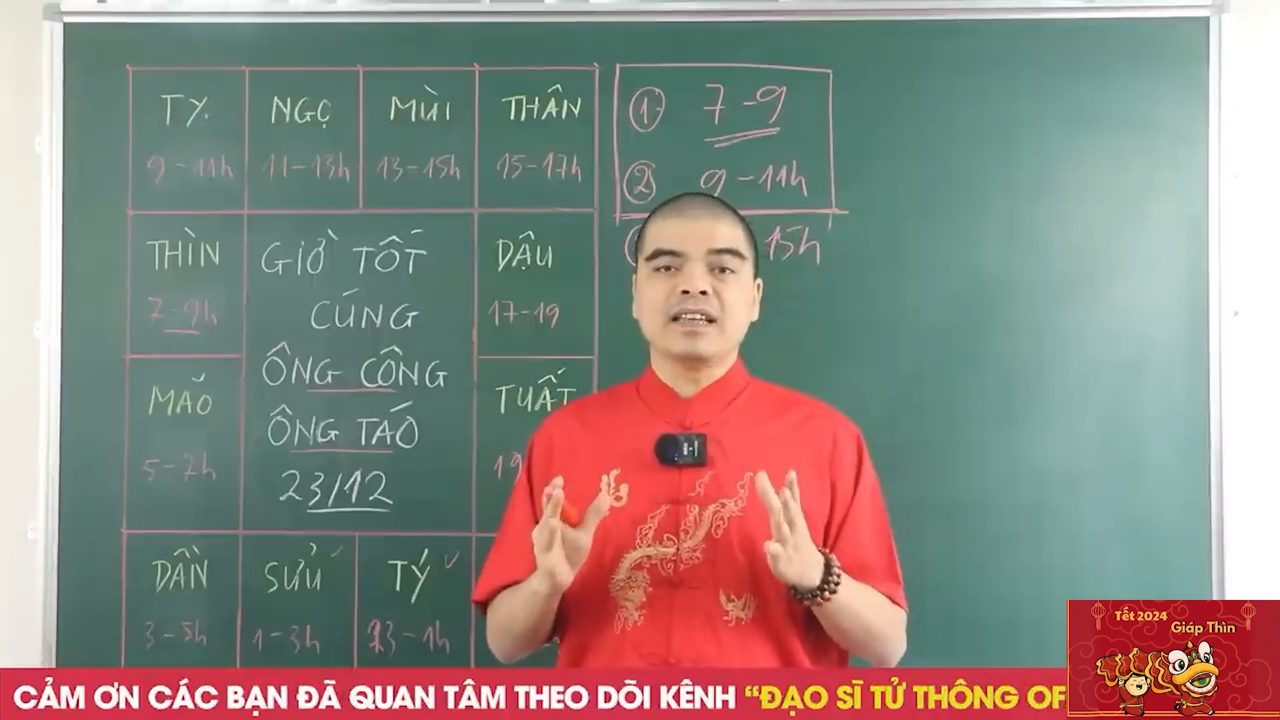 TỴ NGỌ MÙI THÂN
9-11h 11-13h 13-15h 15-17h
THÌN
7-9h
MÃO
5-7h
GIỜ TỐT
CÚNG
ÔNG CÔNG
ÔNG TÁO
23/12
DẬU
17-19
TUẤT
19
DẦN SỬU TÝ
3-5h 1-3h 23-1h
① 7-9
② 9-11h
15h
Tết 2024
Giáp Thìn
CẢM ƠN CÁC BẠN ĐÃ QUAN TÂM THEO DÕI KÊNH “ĐẠO SĨ TỬ THÔNG OF